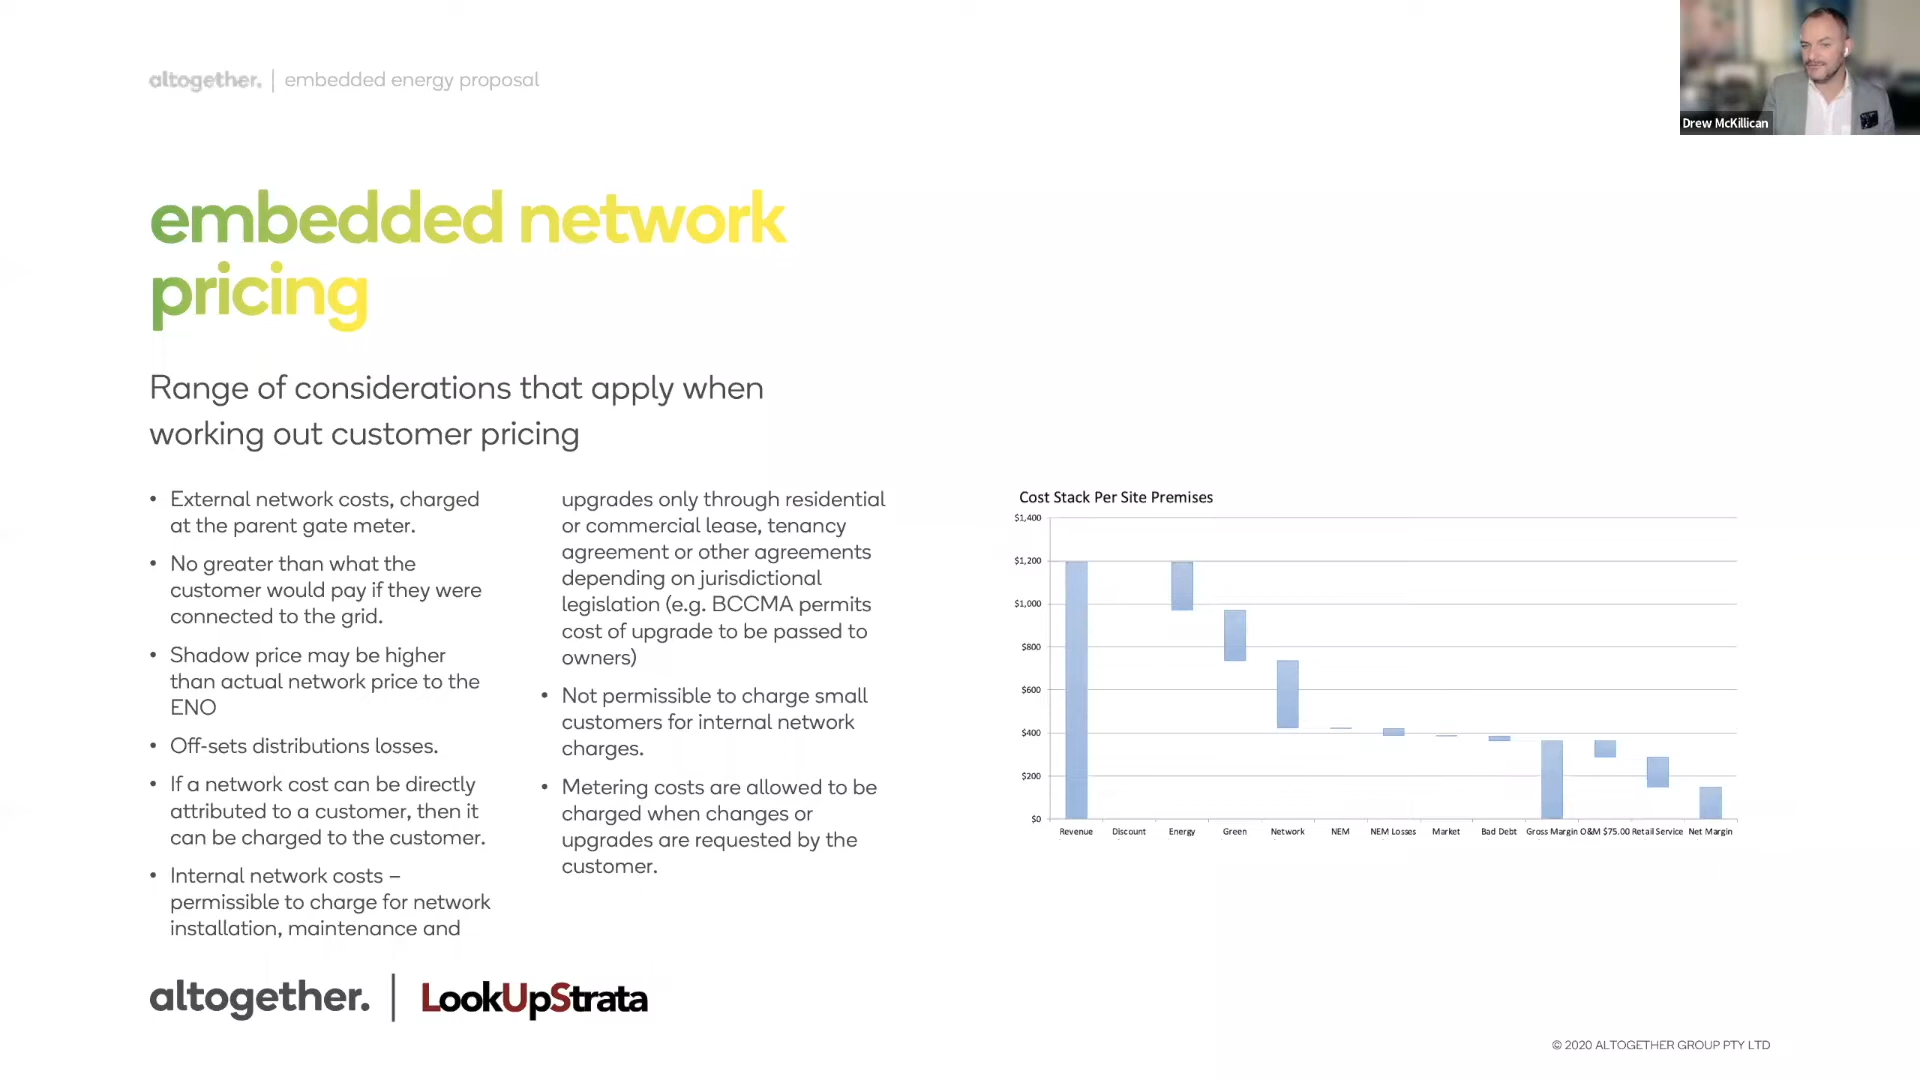 altogether. | embedded energy proposal
Drew McKillican
embedded network
pricing
Range of considerations that apply when
working out customer pricing
• External network costs, charged
at the parent gate meter.
• No greater than what the
customer would pay if they were
connected to the grid.
• Shadow price may be higher
than actual network price to the
ENO
• Off-sets distributions losses.
• If a network cost can be directly
attributed to a customer, then it
can be charged to the customer.
• Internal network costs –
permissible to charge for network
installation, maintenance and
upgrades only through residential
or commercial lease, tenancy
agreement or other agreements
depending on jurisdictional
legislation (e.g. BCCMA permits
cost of upgrade to be passed to
owners)
• Not permissible to charge small
customers for internal network
charges.
• Metering costs are allowed to be
charged when changes or
upgrades are requested by the
customer.
Cost Stack Per Site Premises
$1,400
$1,200
$1,000
$800
$600
$400
$200
$0
Revenue Discount Energy Green Network NEM NEM Losses Market Bad Debt Gross Margin O&M $75.00 Retail Service Net Margin
altogether. | LookUpStrata
© 2020 ALTOGETHER GROUP PTY LTD